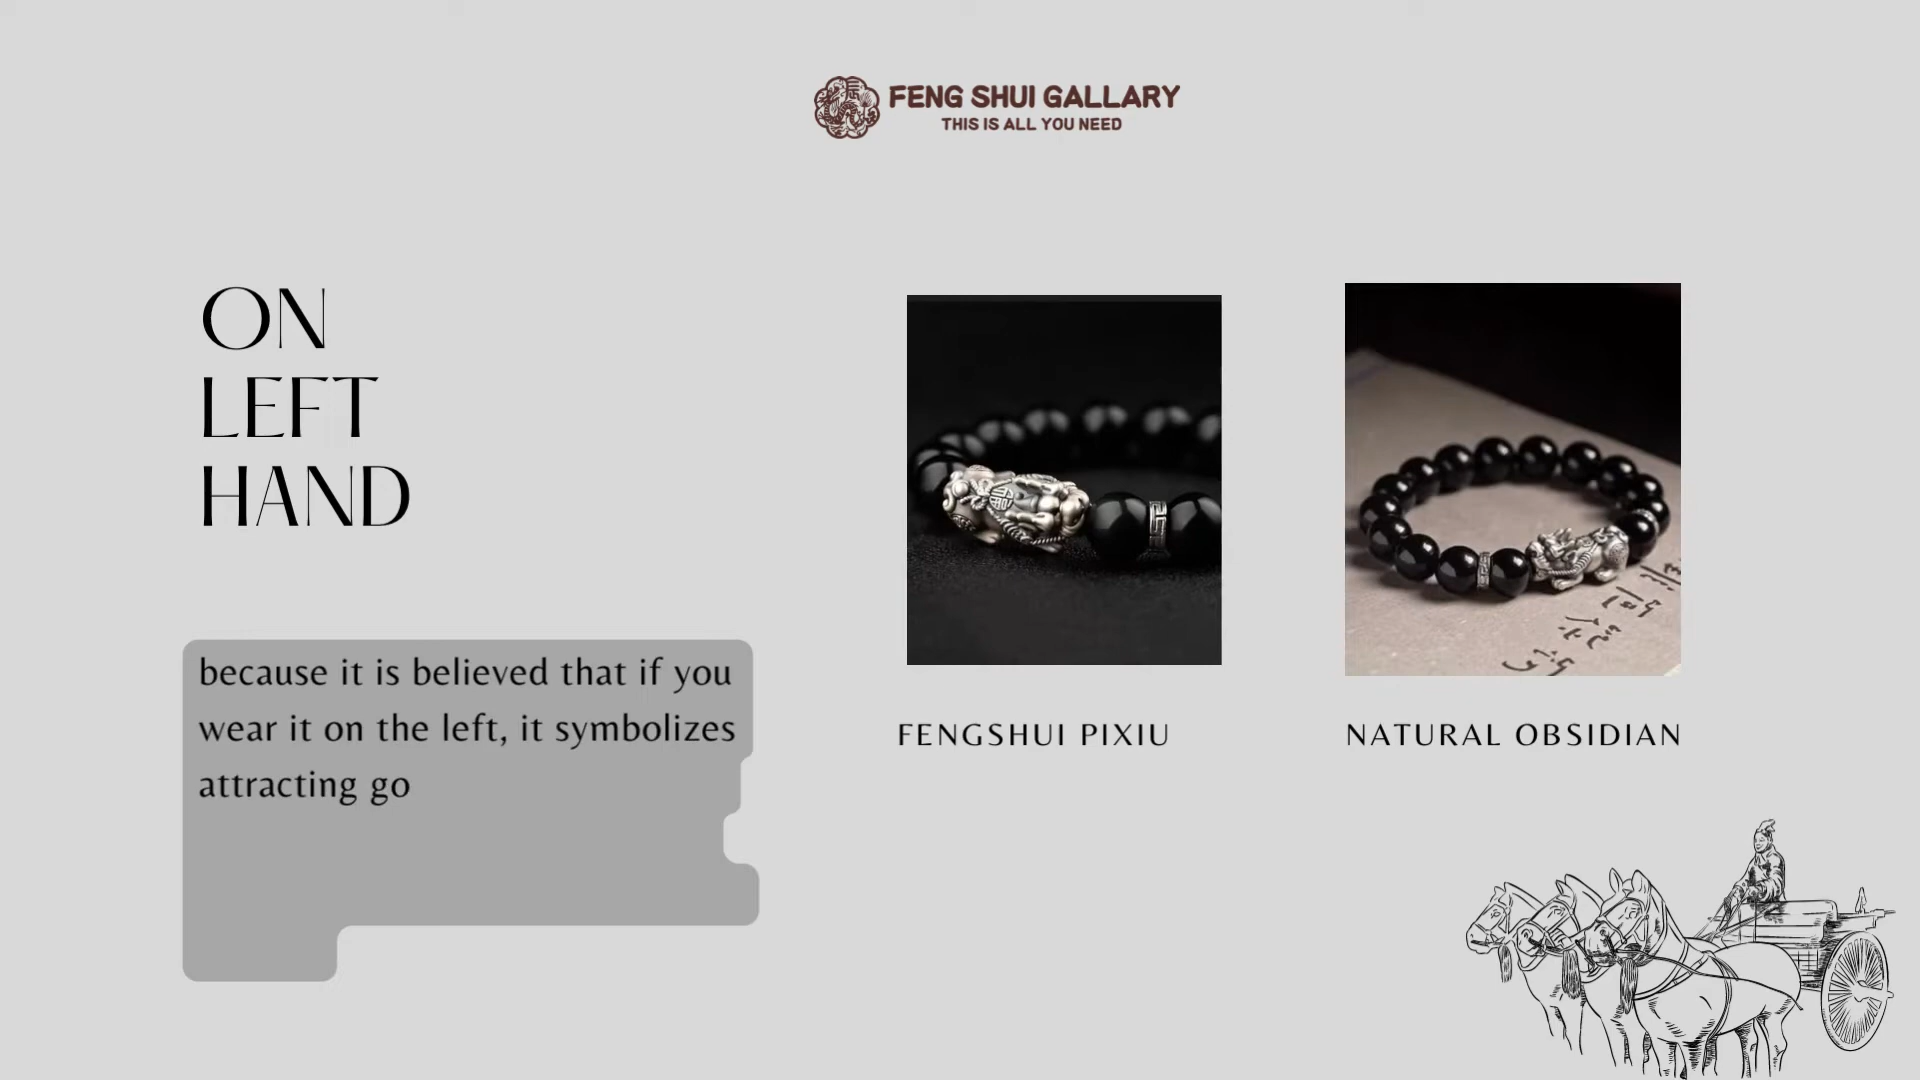 FENG SHUI GALLARY
THIS IS ALL YOU NEED
ON
LEFT
HAND
because it is believed that if you
wear it on the left, it symbolizes
attracting go
FENGSHUI PIXIU
NATURAL OBSIDIAN